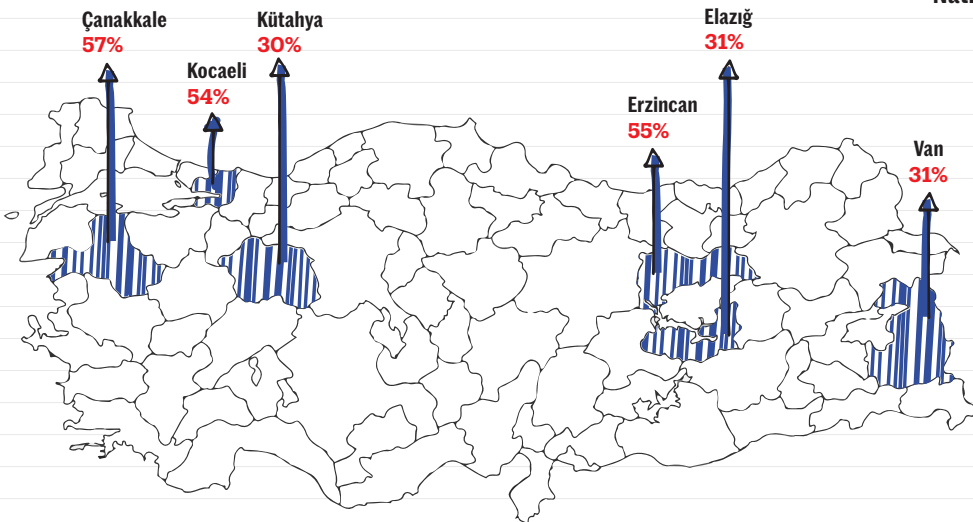 Çanakkale
57%
Kocaeli
54%
Kütahya
30%
Erzincan
55%
Elazığ
31%
Van
31%